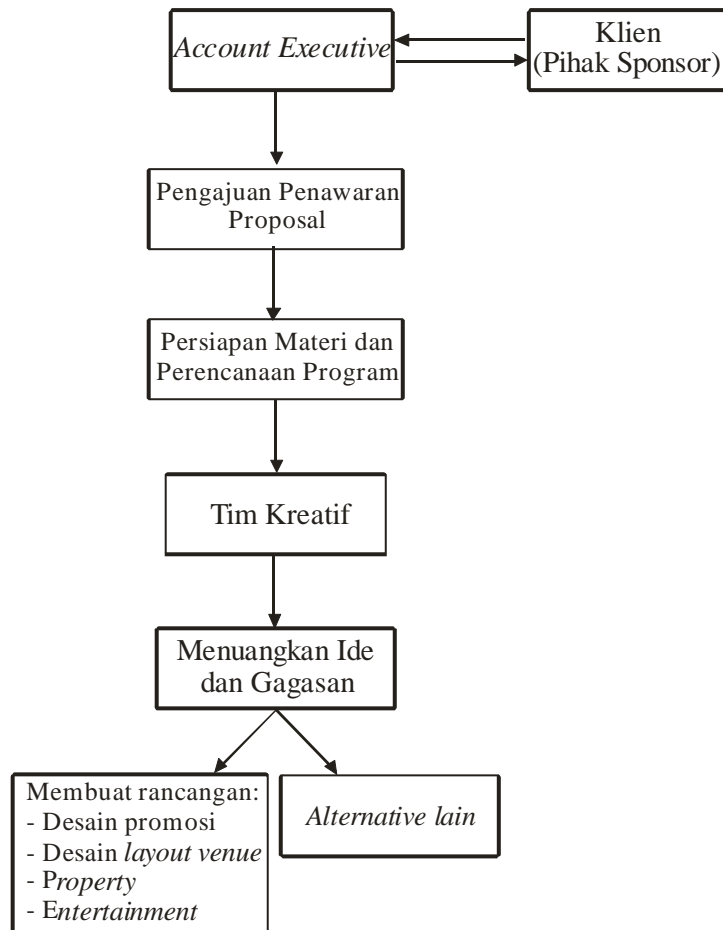 Account Executive
Klien
(Pihak Sponsor)
Pengajuan Penawaran
Proposal
Persiapan Materi dan
Perencanaan Program
Tim Kreatif
Menuangkan Ide
dan Gagasan
Membuat rancangan:
- Desain promosi
- Desain layout venue
- Property
- Entertainment
Alternative lain